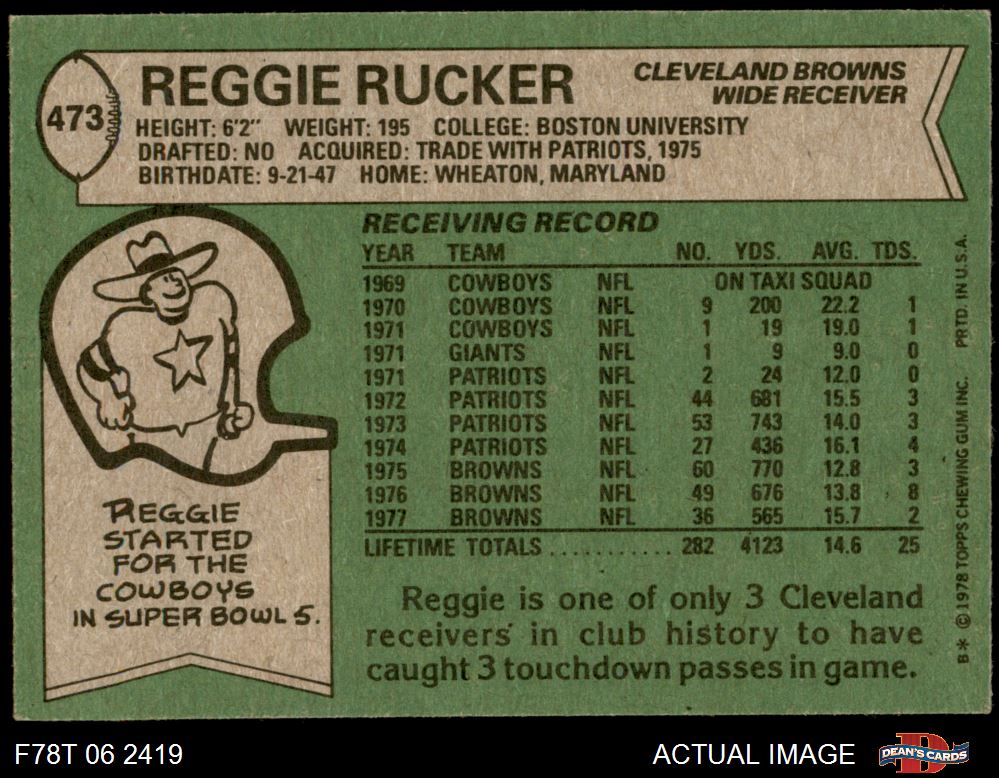 473
REGGIE RUCKER
CLEVELAND BROWNS
WIDE RECEIVER
HEIGHT: 6'2" WEIGHT: 195 COLLEGE: BOSTON UNIVERSITY
DRAFTED: NO ACQUIRED: TRADE WITH PATRIOTS, 1975
BIRTHDATE: 9-21-47 HOME: WHEATON, MARYLAND
RECEIVING RECORD
YEAR TEAM NO. YDS. AVG. TDS.
1969 COWBOYS NFL ON TAXI SQUAD
1970 COWBOYS NFL 9 200 22.2 1
1971 COWBOYS NFL 1 19 19.0 1
1971 GIANTS NFL 1 9 9.0 0
1971 PATRIOTS NFL 2 24 12.0 0
1972 PATRIOTS NFL 44 681 15.5 3
1973 PATRIOTS NFL 53 743 14.0 3
1974 PATRIOTS NFL 27 436 16.1 4
1975 BROWNS NFL 60 770 12.8 3
1976 BROWNS NFL 49 676 13.8 8
1977 BROWNS NFL 36 565 15.7 2
LIFETIME TOTALS........... 282 4123 14.6 25
REGGIE
STARTED
FOR THE
COWBOYS
IN SUPER BOWL 5.
Reggie is one of only 3 Cleveland
receivers' in club history to have
caught 3 touchdown passes in game.
B* © 1978 TOPPS CHEWING GUM INC. PRTD. IN U.S.A.
F78T 06 2419
ACTUAL IMAGE
D
DEAN'S CARDS